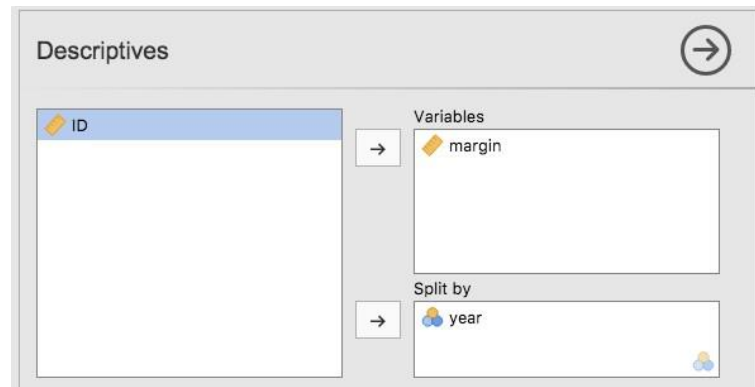 Descriptives
ID
Variables
margin
Split by
year